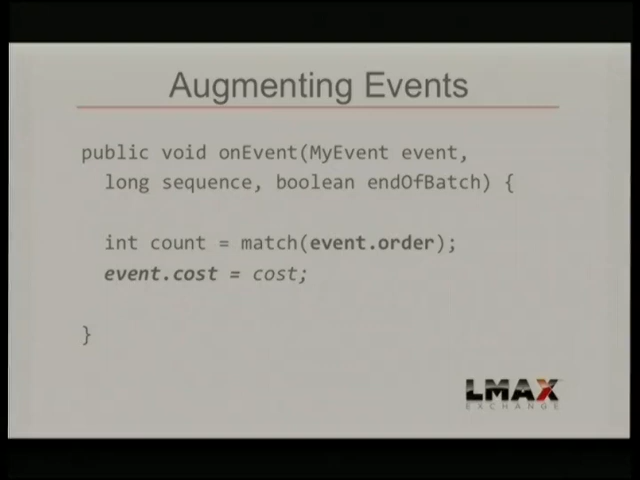 Augmenting Events
public void onEvent(MyEvent event,
long sequence, boolean endOfBatch) {
int count = match(event.order);
event.cost = cost;
}
LMAX
EXCHANGE